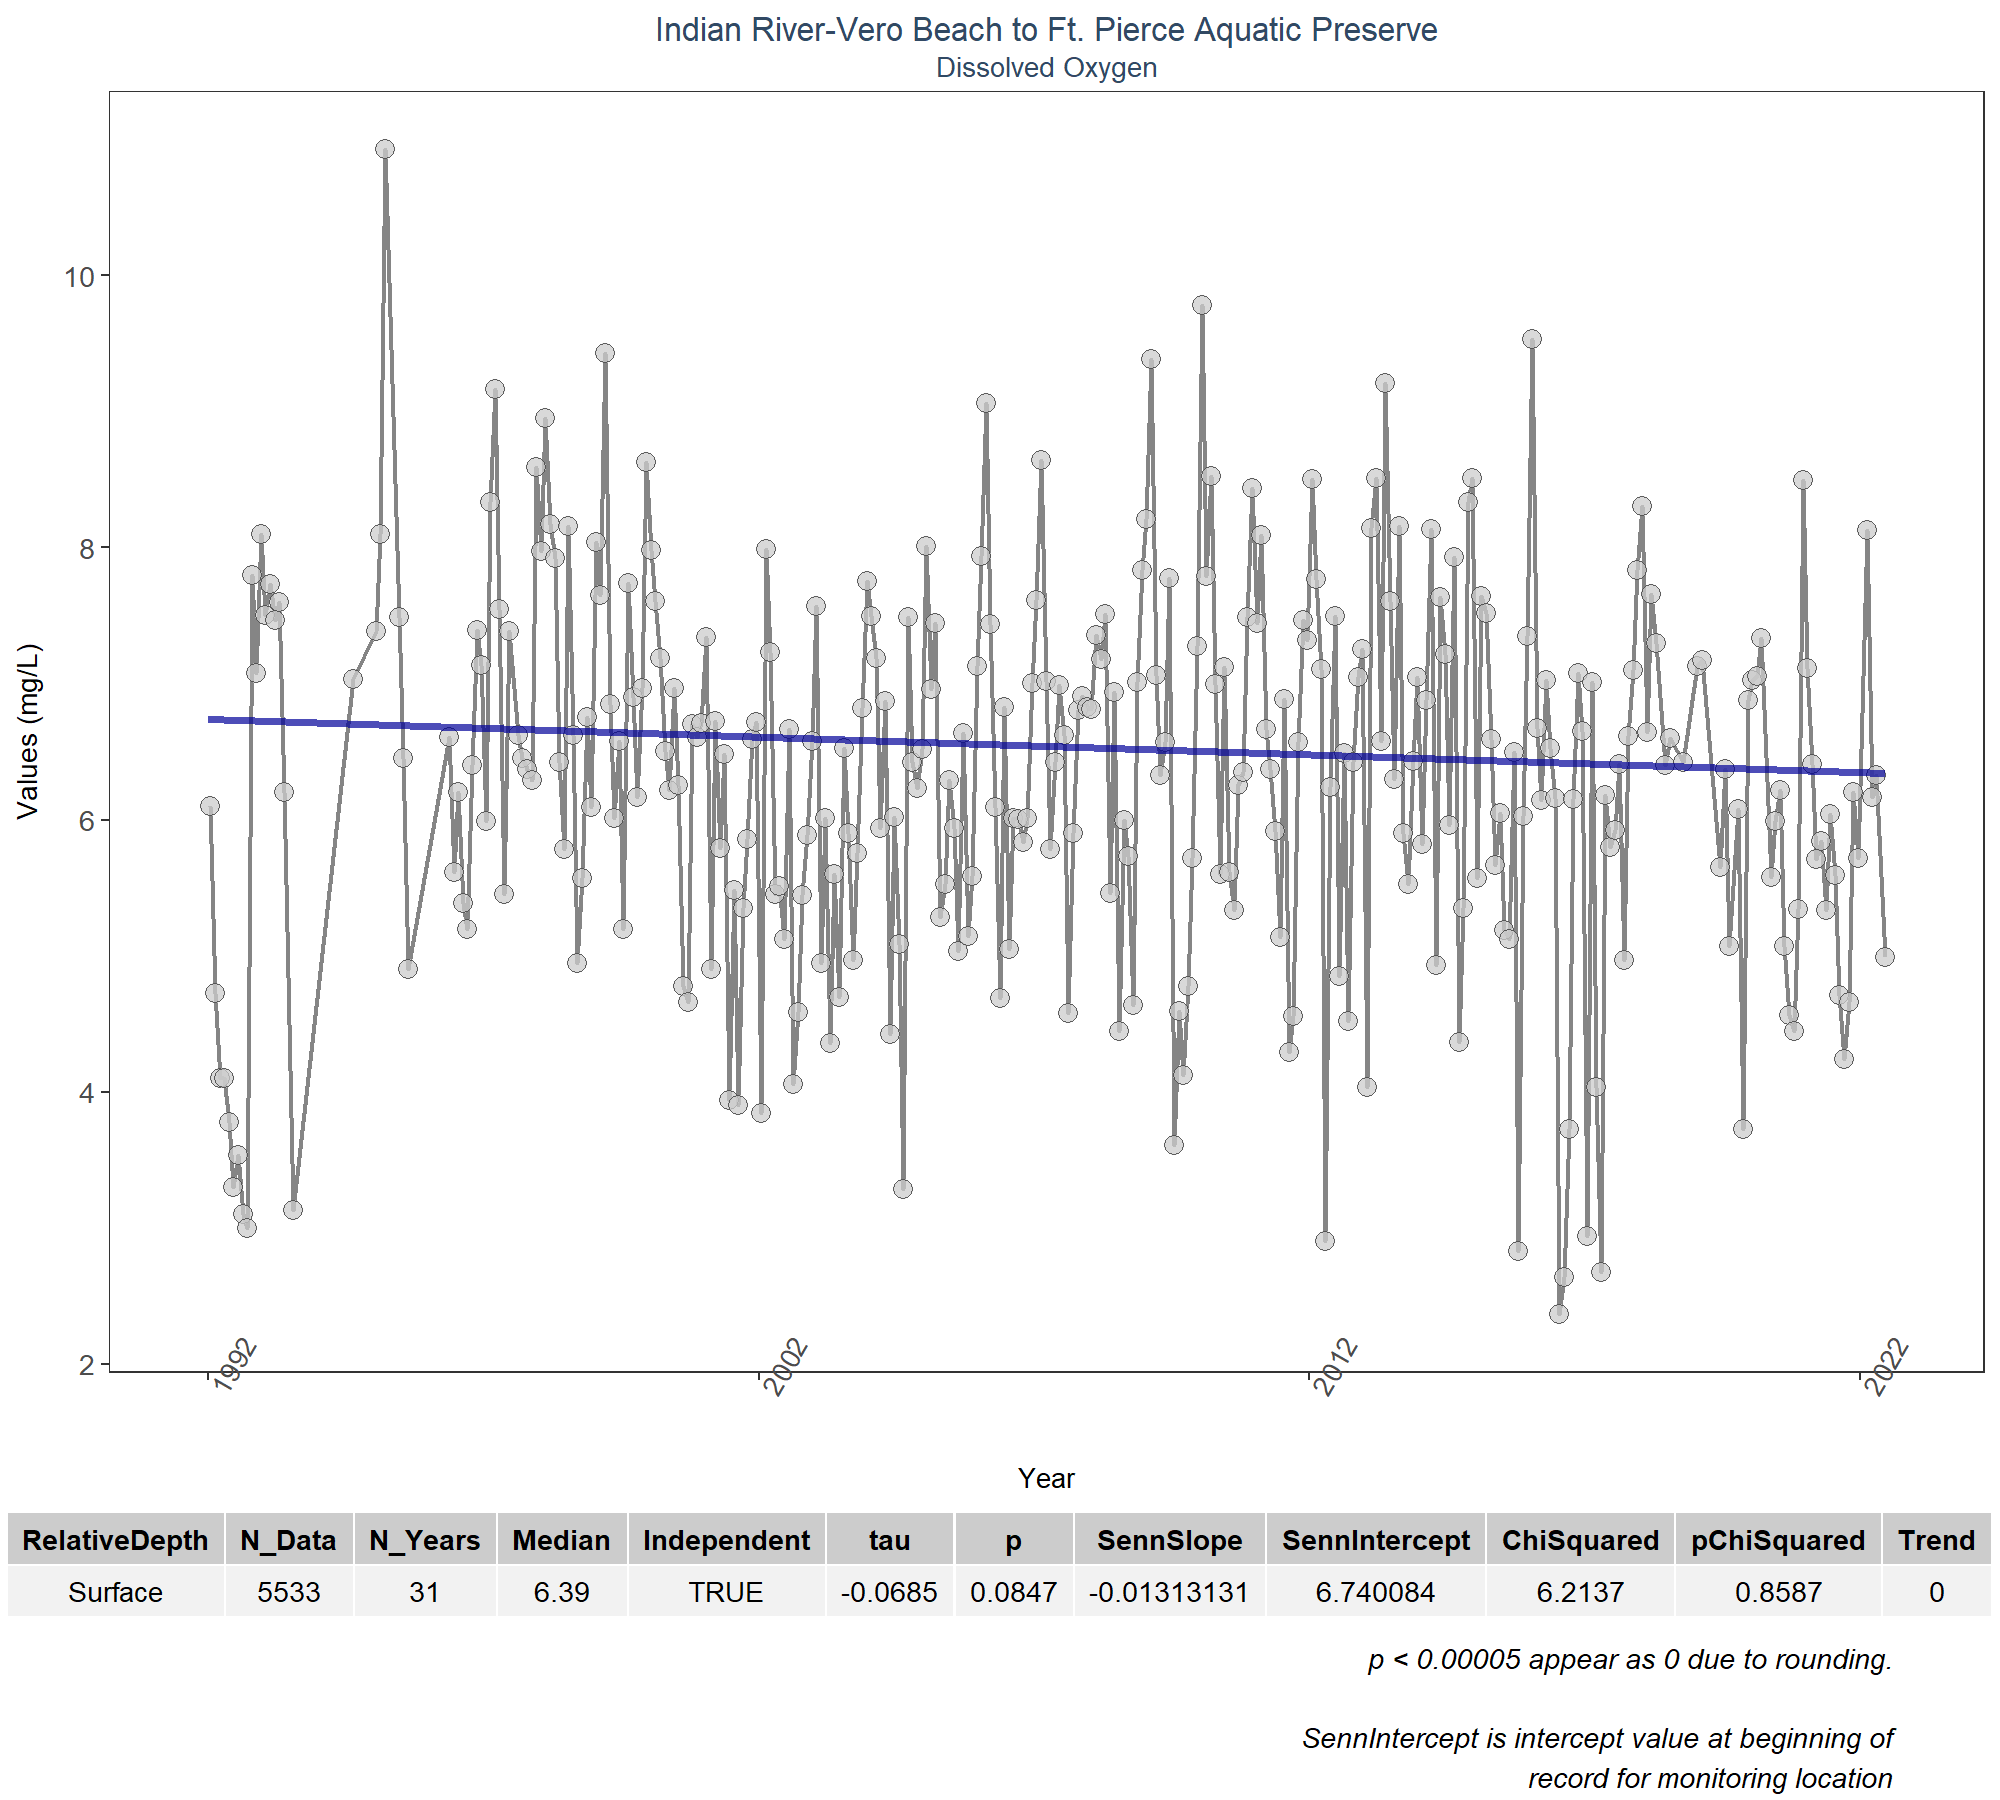 Indian River-Vero Beach to Ft. Pierce Aquatic Preserve
Dissolved Oxygen
Values (mg/L)
10
8
6
4
2
1992 2002 2012 2022
Year
RelativeDepth N_Data N_Years Median Independent tau p SennSlope SennIntercept ChiSquared pChiSquared Trend
Surface 5533 31 6.39 TRUE -0.0685 0.0847 -0.01313131 6.740084 6.2137 0.8587 0
p < 0.00005 appear as 0 due to rounding.
SennIntercept is intercept value at beginning of
record for monitoring location